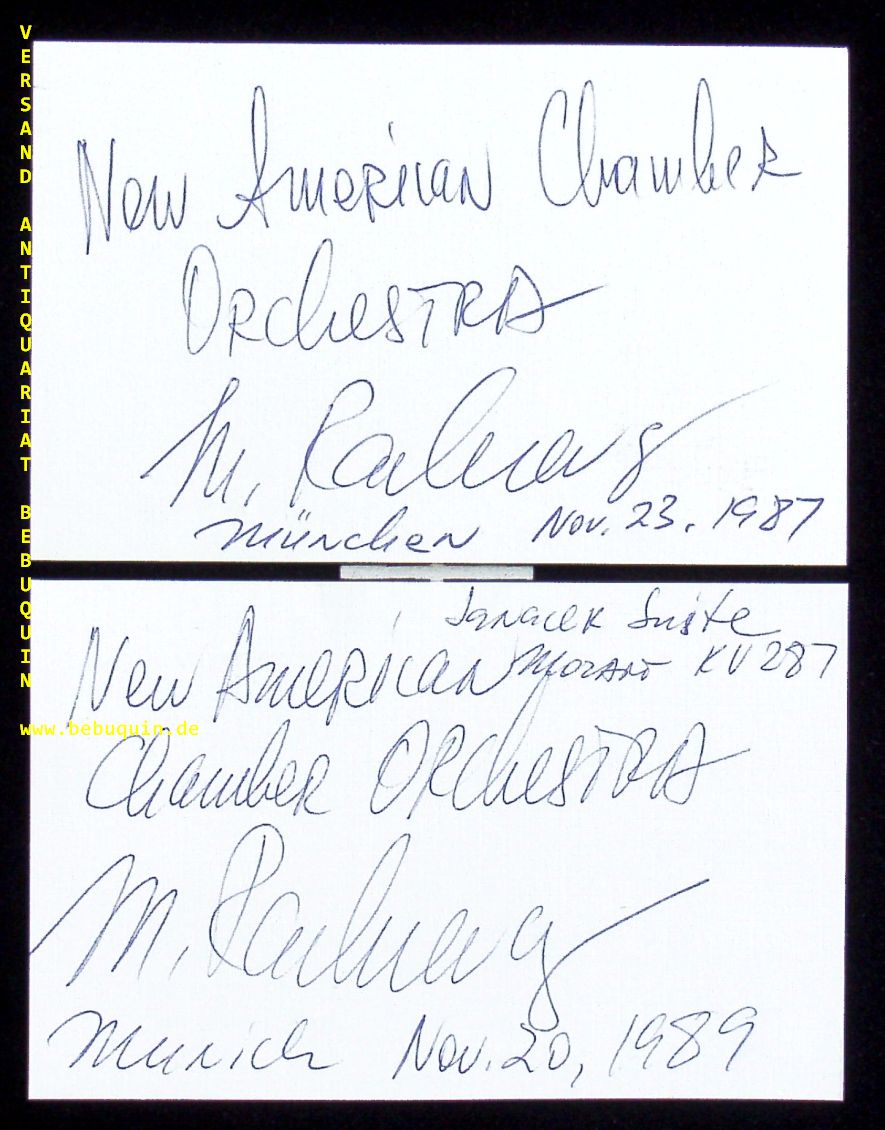 VERSAND ANTIQUARIAT BEBUQUIN
New American Chamber
Orchestra
M.
München Nov. 23. 1987
Janacek Suite
New American Mozart KV 287
www.bebuquin.de
Chamber Orchestra
M.
Munich Nov. 20, 1989